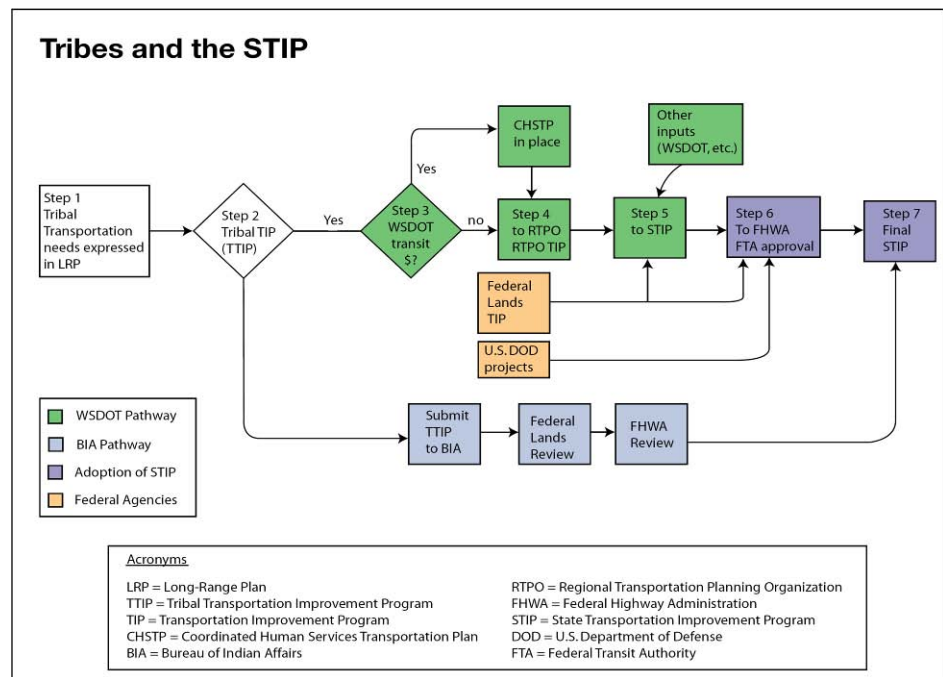 Tribes and the STIP
Step 1
Tribal
Transportation
needs expressed
in LRP
Step 2
Tribal TIP
(TTIP)
Yes
Step 3
WSDOT
transit
$?
Yes
no
CHSTP
in place
Step 4
to RTPO
RTPO TIP
Other
inputs
(WSDOT, etc.)
Step 5
to STIP
Step 6
To FHWA
FTA approval
Step 7
Final
STIP
Federal
Lands
TIP
U.S. DOD
projects
Submit
TTIP
to BIA
Federal
Lands
Review
FHWA
Review
WSDOT Pathway
BIA Pathway
Adoption of STIP
Federal Agencies
Acronyms
LRP = Long-Range Plan
TTIP = Tribal Transportation Improvement Program
TIP = Transportation Improvement Program
CHSTP = Coordinated Human Services Transportation Plan
BIA = Bureau of Indian Affairs
RTPO = Regional Transportation Planning Organization
FHWA = Federal Highway Administration
STIP = State Transportation Improvement Program
DOD = U.S. Department of Defense
FTA = Federal Transit Authority